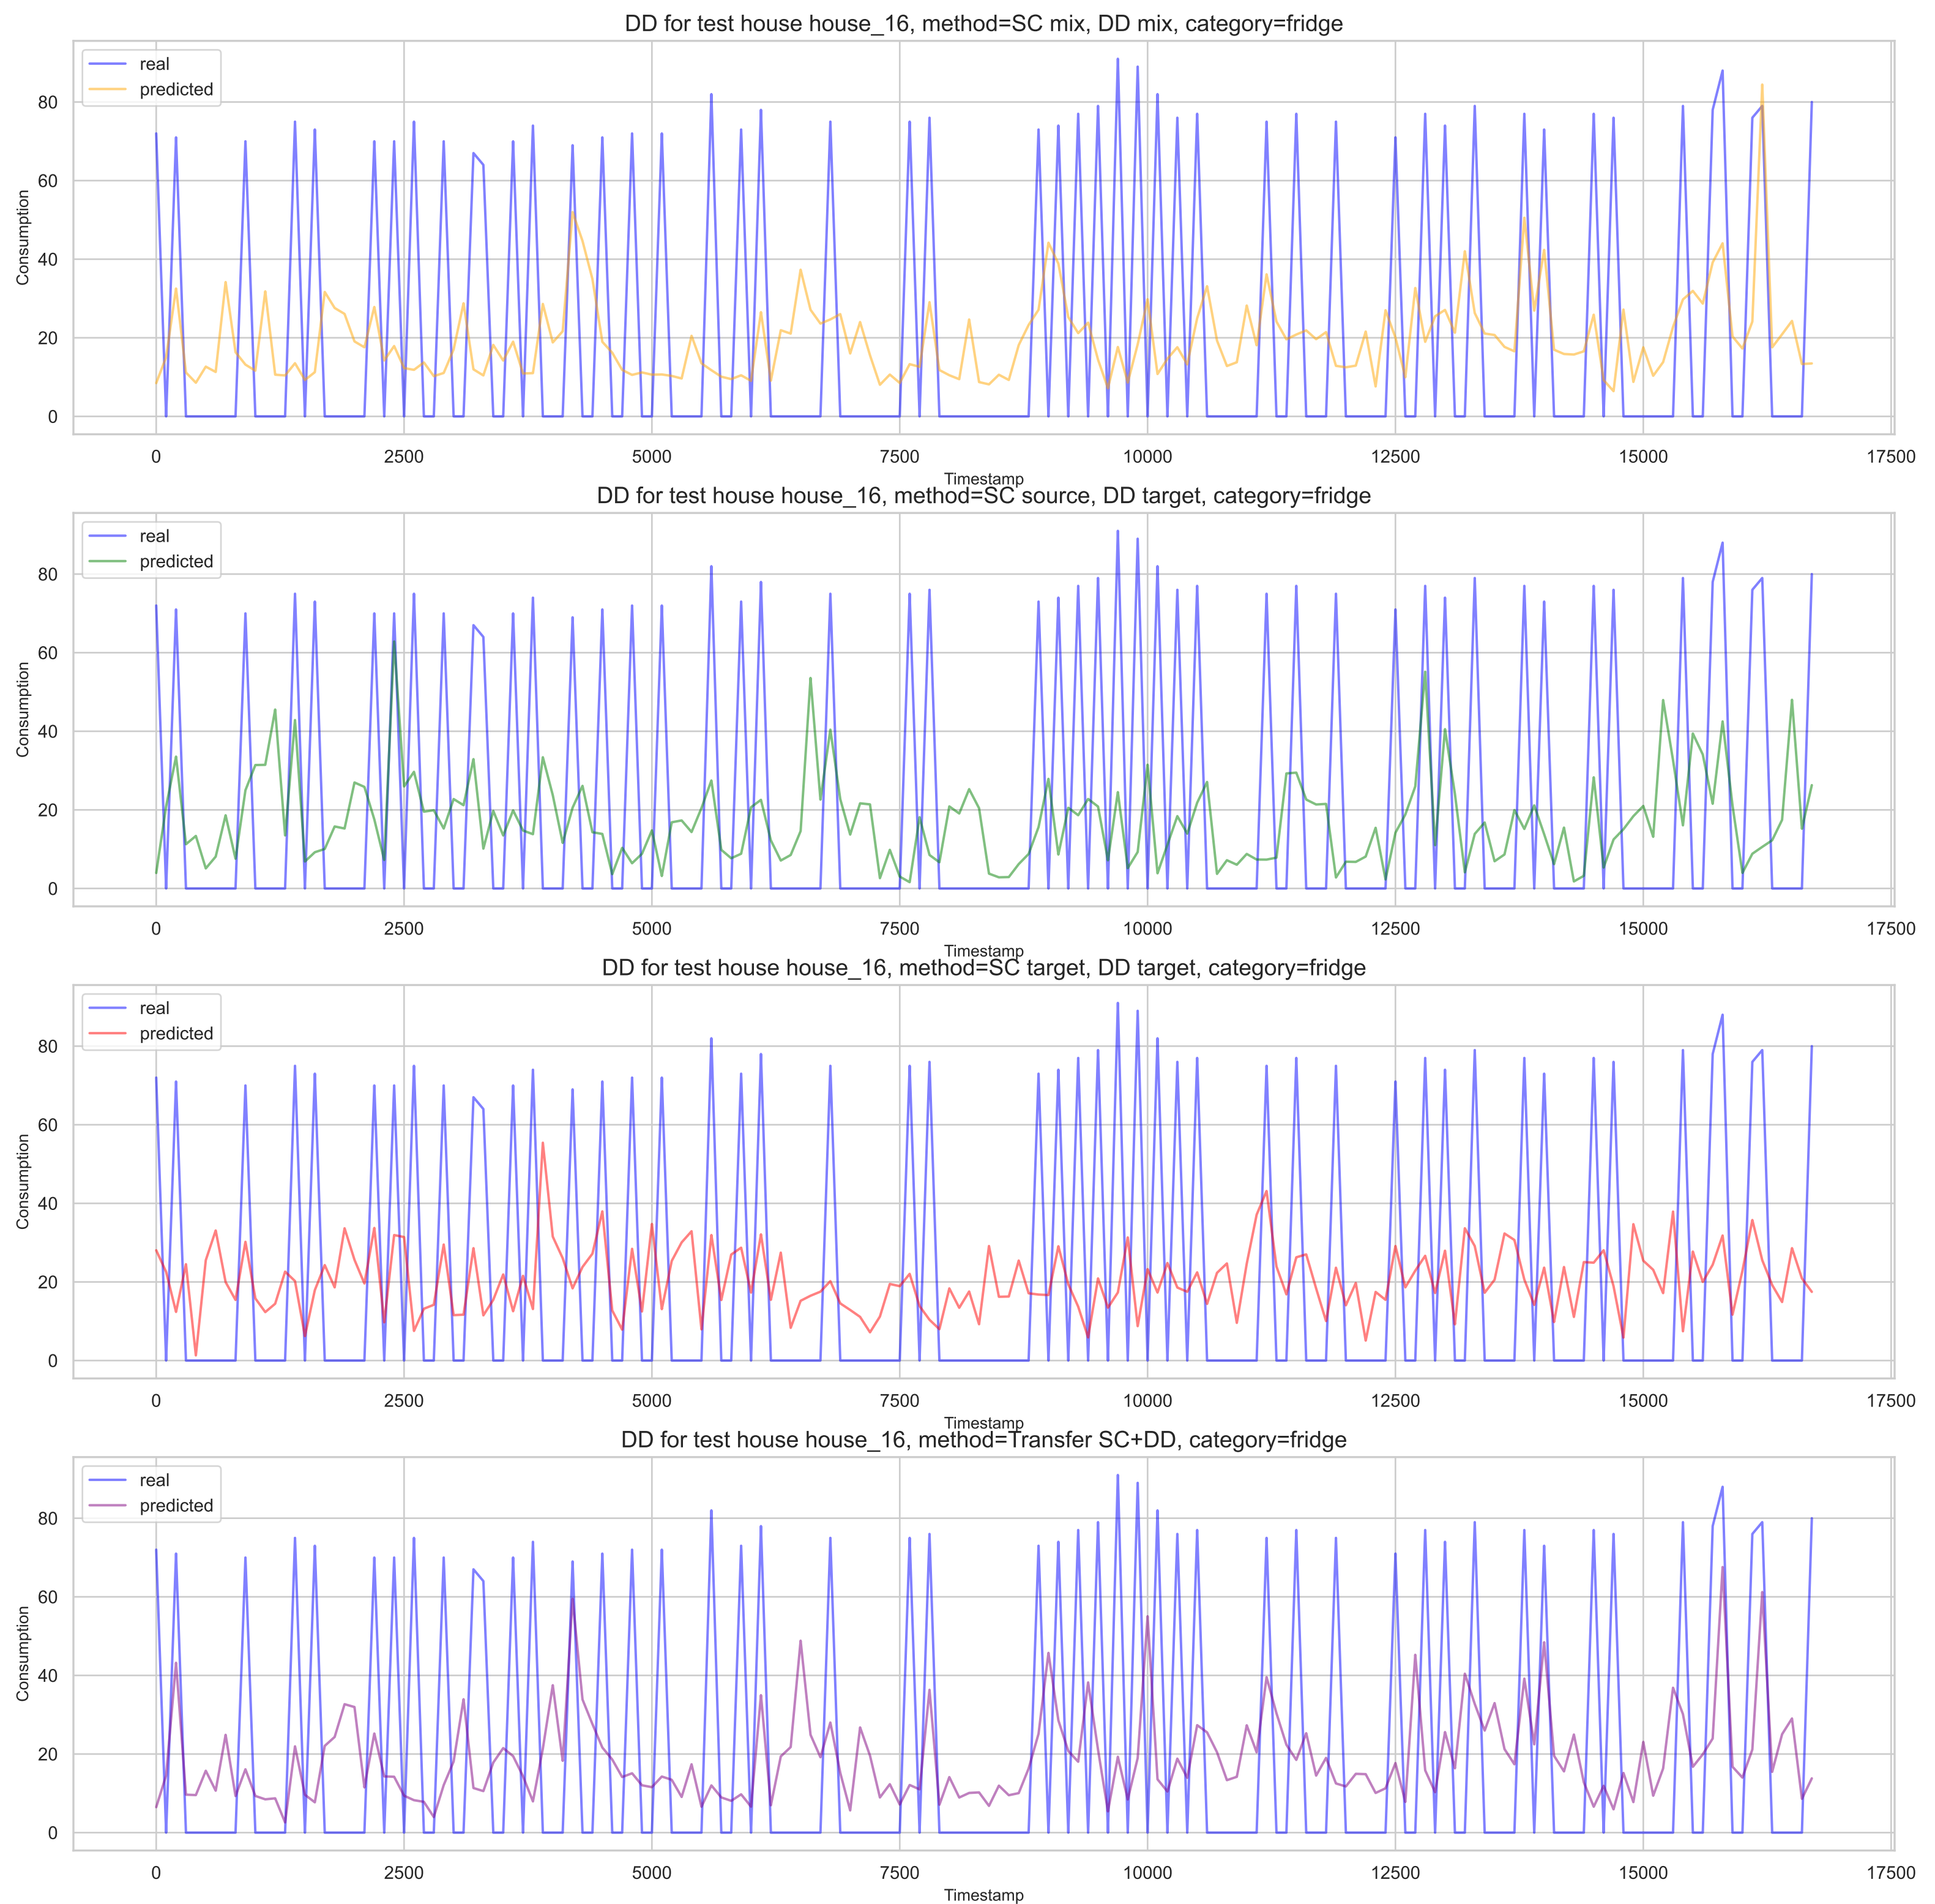 DD for test house house_16, method=SC mix, DD mix, category=fridge
real
predicted
Consumption
80
60
40
20
0
0 2500 5000 7500 10000 12500 15000 17500
Timestamp
DD for test house house_16, method=SC source, DD target, category=fridge
real
predicted
Consumption
80
60
40
20
0
0 2500 5000 7500 10000 12500 15000 17500
Timestamp
DD for test house house_16, method=SC target, DD target, category=fridge
real
predicted
Consumption
80
60
40
20
0
0 2500 5000 7500 10000 12500 15000 17500
Timestamp
DD for test house house_16, method=Transfer SC+DD, category=fridge
real
predicted
Consumption
80
60
40
20
0
0 2500 5000 7500 10000 12500 15000 17500
Timestamp